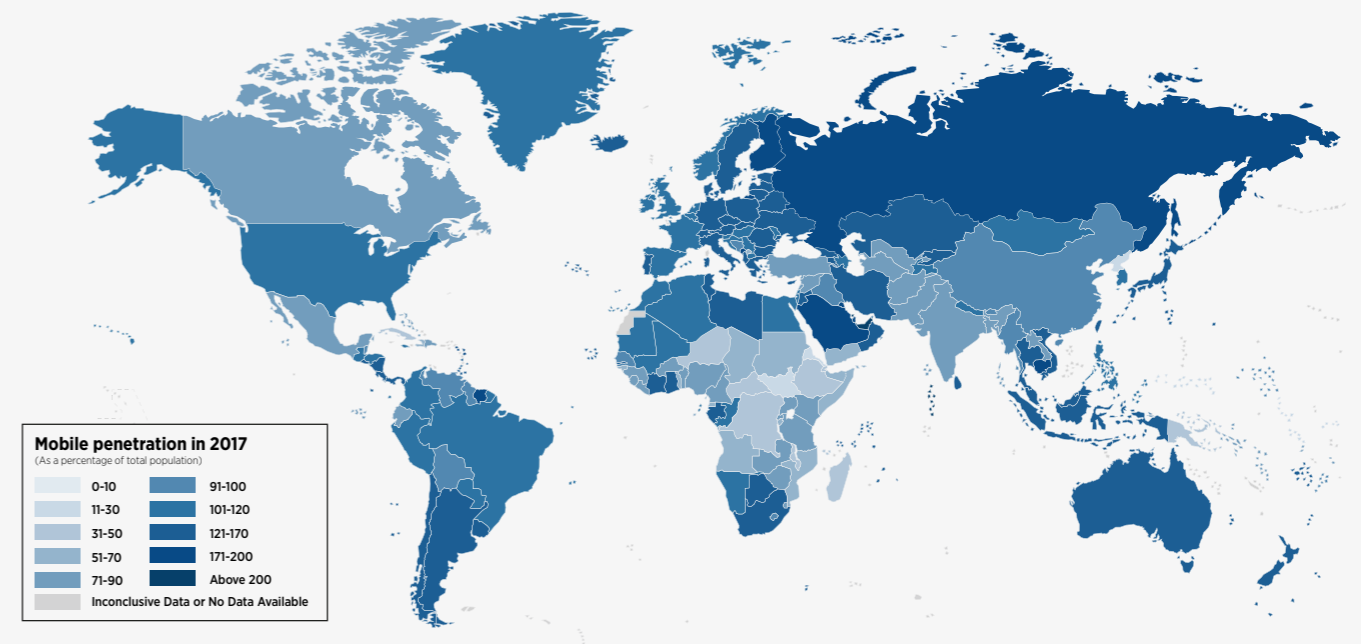 Mobile penetration in 2017
(As a percentage of total population)
0-10
11-30
31-50
51-70
71-90
91-100
101-120
121-170
171-200
Above 200
Inconclusive Data or No Data Available